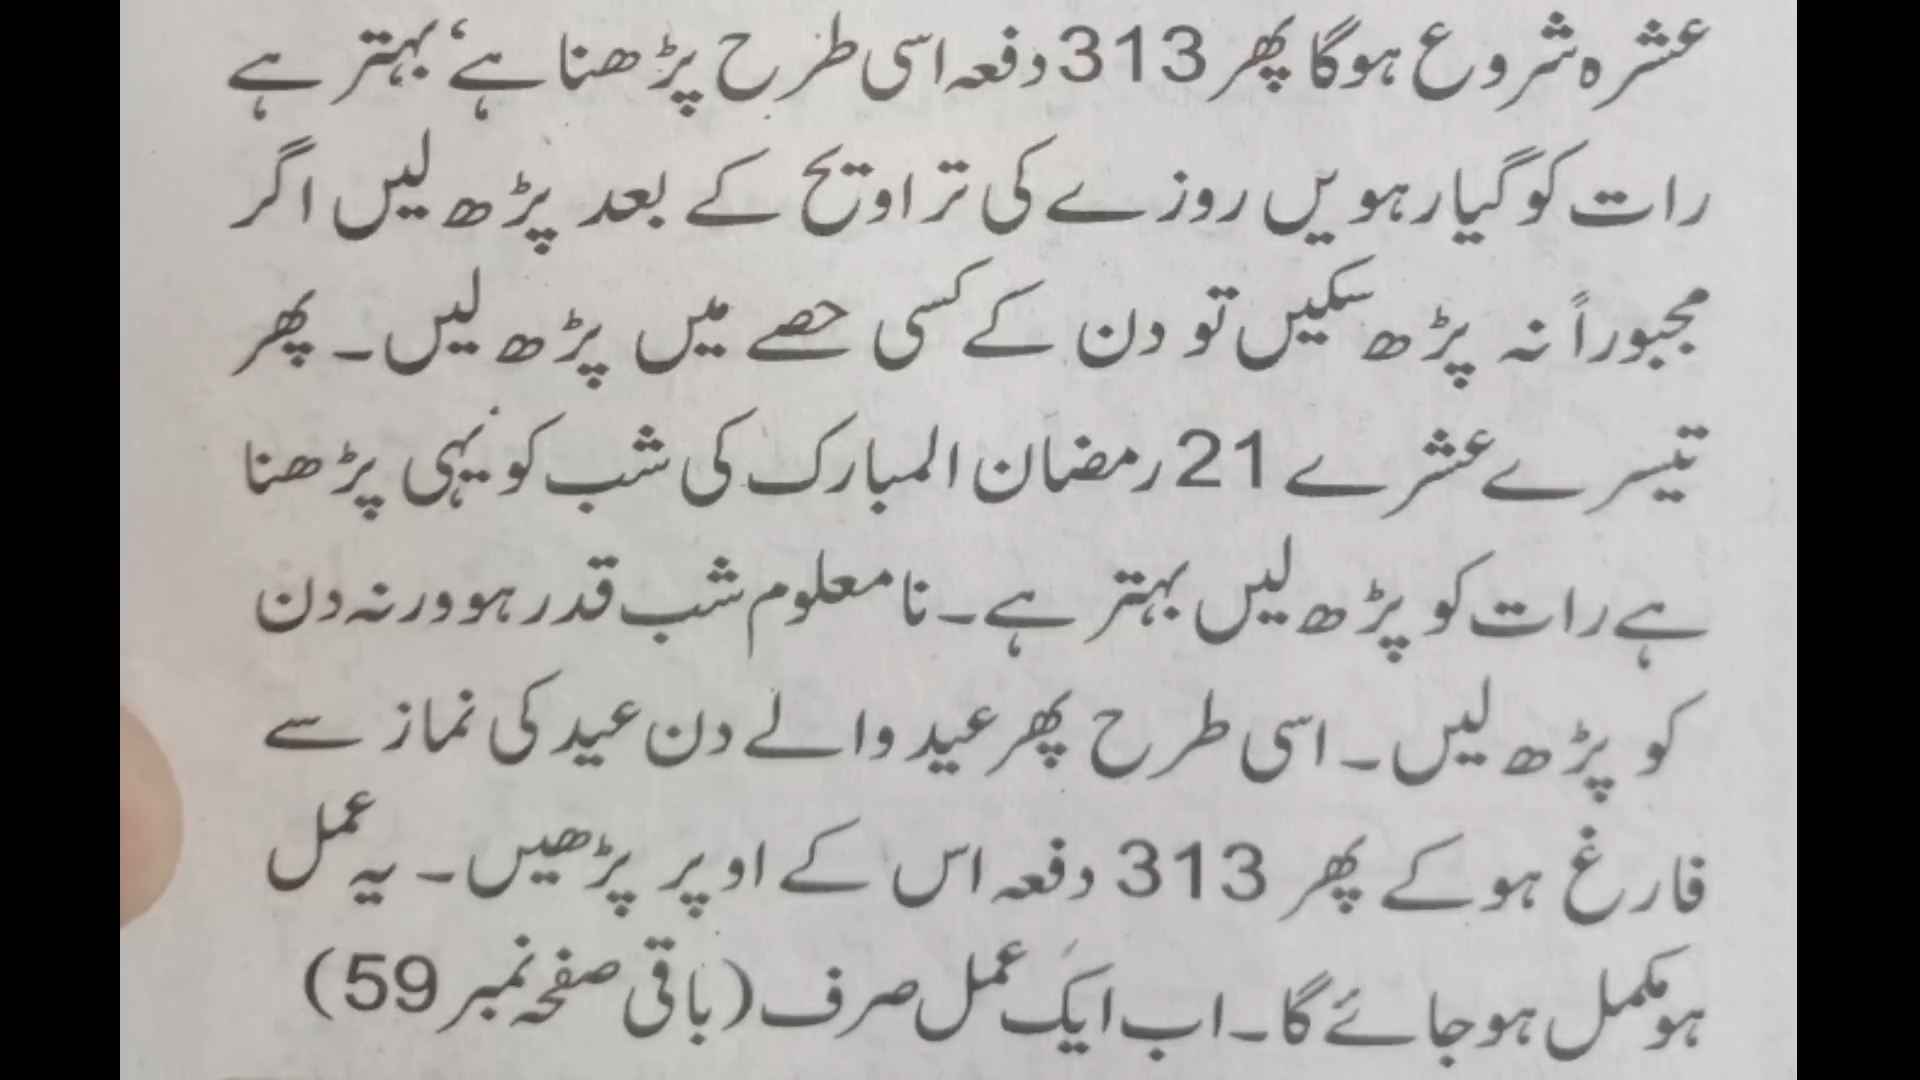 عشرہ شروع ہوگا پھر 313 دفعہ اسی طرح پڑھنا ہے‘ بہتر ہے
رات کو گیارہویں روزے کی تراویح کے بعد پڑھ لیں اگر
مجبوراً نہ پڑھ سکیں تو دن کے کسی حصے میں پڑھ لیں۔ پھر
تیسرے عشرے 21 رمضان المبارک کی شب کو یہی پڑھنا
ہے رات کو پڑھ لیں بہتر ہے۔ نا معلوم شب قدر ہو ورنہ دن
کو پڑھ لیں۔ اسی طرح پھر عید والے دن عید کی نماز سے
فارغ ہو کے پھر 313 دفعہ اس کے اوپر پڑھیں۔ یہ عمل
ہو مکمل ہو جائے گا۔ اب ایک عمل صرف (باقی صفحہ نمبر 59)